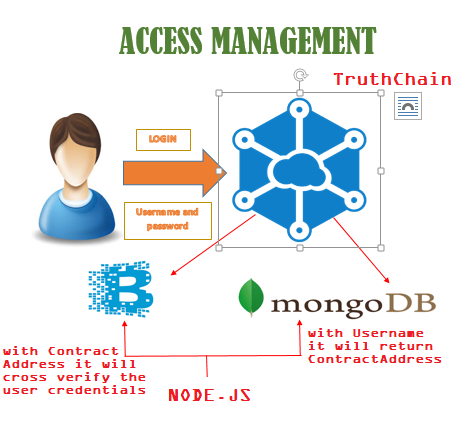 ACCESS MANAGEMENT
TruthChain
LOGIN
Username and
password
mongoDB
with Username
it will return
ContractAddress
with Contract
Address it will
cross verify the
user credentials
NODE-JS